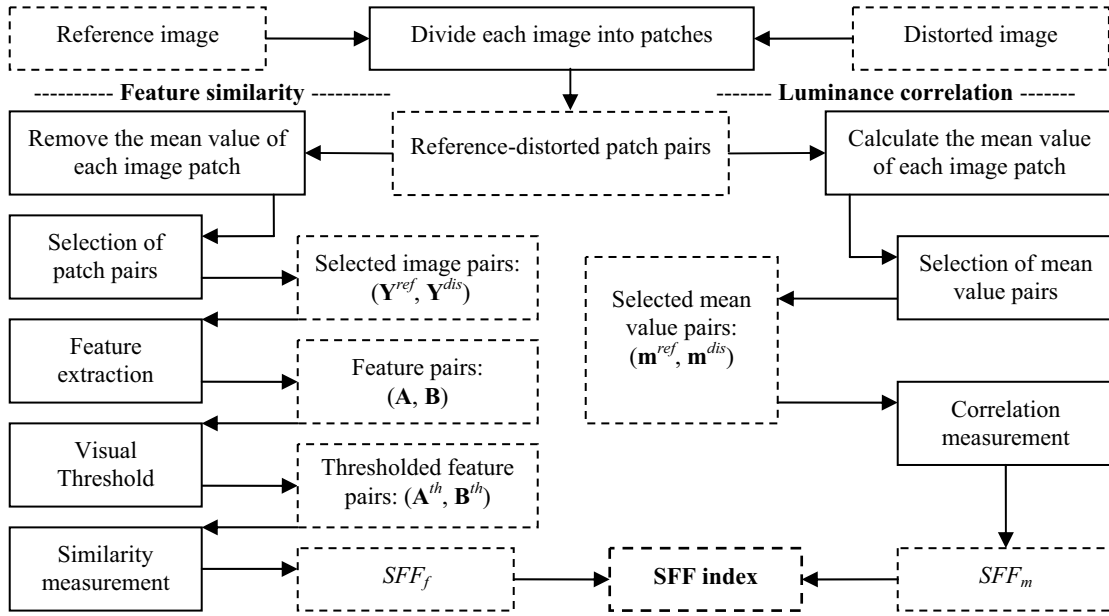 Reference image
Divide each image into patches
Distorted image
---------- Feature similarity ----------
------- Luminance correlation -------
Remove the mean value of
each image patch
Reference-distorted patch pairs
Calculate the mean value
of each image patch
Selection of
patch pairs
Selected image pairs:
(Y^ref, Y^dis)
Selected mean
value pairs:
(m^ref, m^dis)
Selection of mean
value pairs
Feature
extraction
Feature pairs:
(A, B)
Correlation
measurement
Visual
Threshold
Thresholded feature
pairs: (A^th, B^th)
Similarity
measurement
SFF_f
SFF index
SFF_m